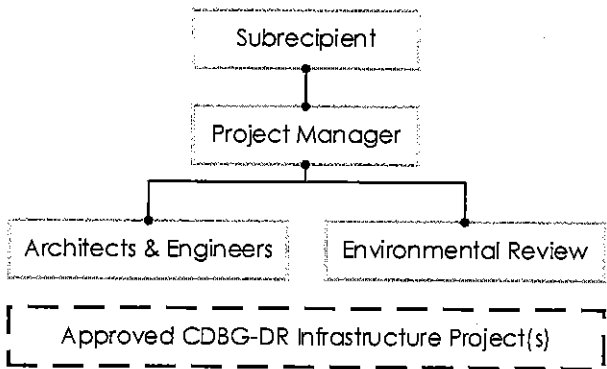 Subrecipient
Project Manager
Architects & Engineers
Environmental Review
Approved CDBG-DR Infrastructure Project(s)